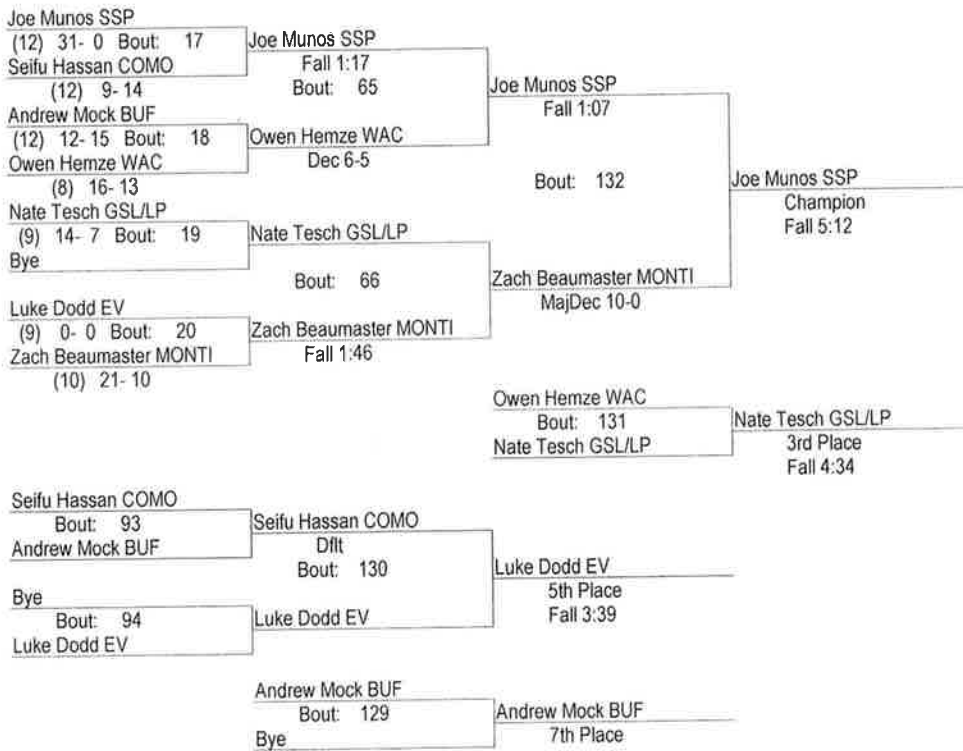 Joe Munos SSP
(12) 31- 0 Bout: 17
Seifu Hassan COMO
(12) 9- 14
Andrew Mock BUF
(12) 12- 15 Bout: 18
Owen Hemze WAC
(8) 16- 13
Nate Tesch GSL/LP
(9) 14- 7 Bout: 19
Bye
Luke Dodd EV
(9) 0- 0 Bout: 20
Zach Beaumaster MONTI
(10) 21- 10
Joe Munos SSP
Fall 1:17
Bout: 65
Owen Hemze WAC
Dec 6-5
Nate Tesch GSL/LP
Bout: 66
Zach Beaumaster MONTI
Fall 1:46
Joe Munos SSP
Fall 1:07
Bout: 132
Zach Beaumaster MONTI
MajDec 10-0
Joe Munos SSP
Champion
Fall 5:12
Owen Hemze WAC
Bout: 131
Nate Tesch GSL/LP
Nate Tesch GSL/LP
3rd Place
Fall 4:34
Seifu Hassan COMO
Bout: 93
Andrew Mock BUF
Bye
Bout: 94
Luke Dodd EV
Seifu Hassan COMO
Dflt
Bout: 130
Luke Dodd EV
Luke Dodd EV
5th Place
Fall 3:39
Andrew Mock BUF
Bout: 129
Bye
Andrew Mock BUF
7th Place